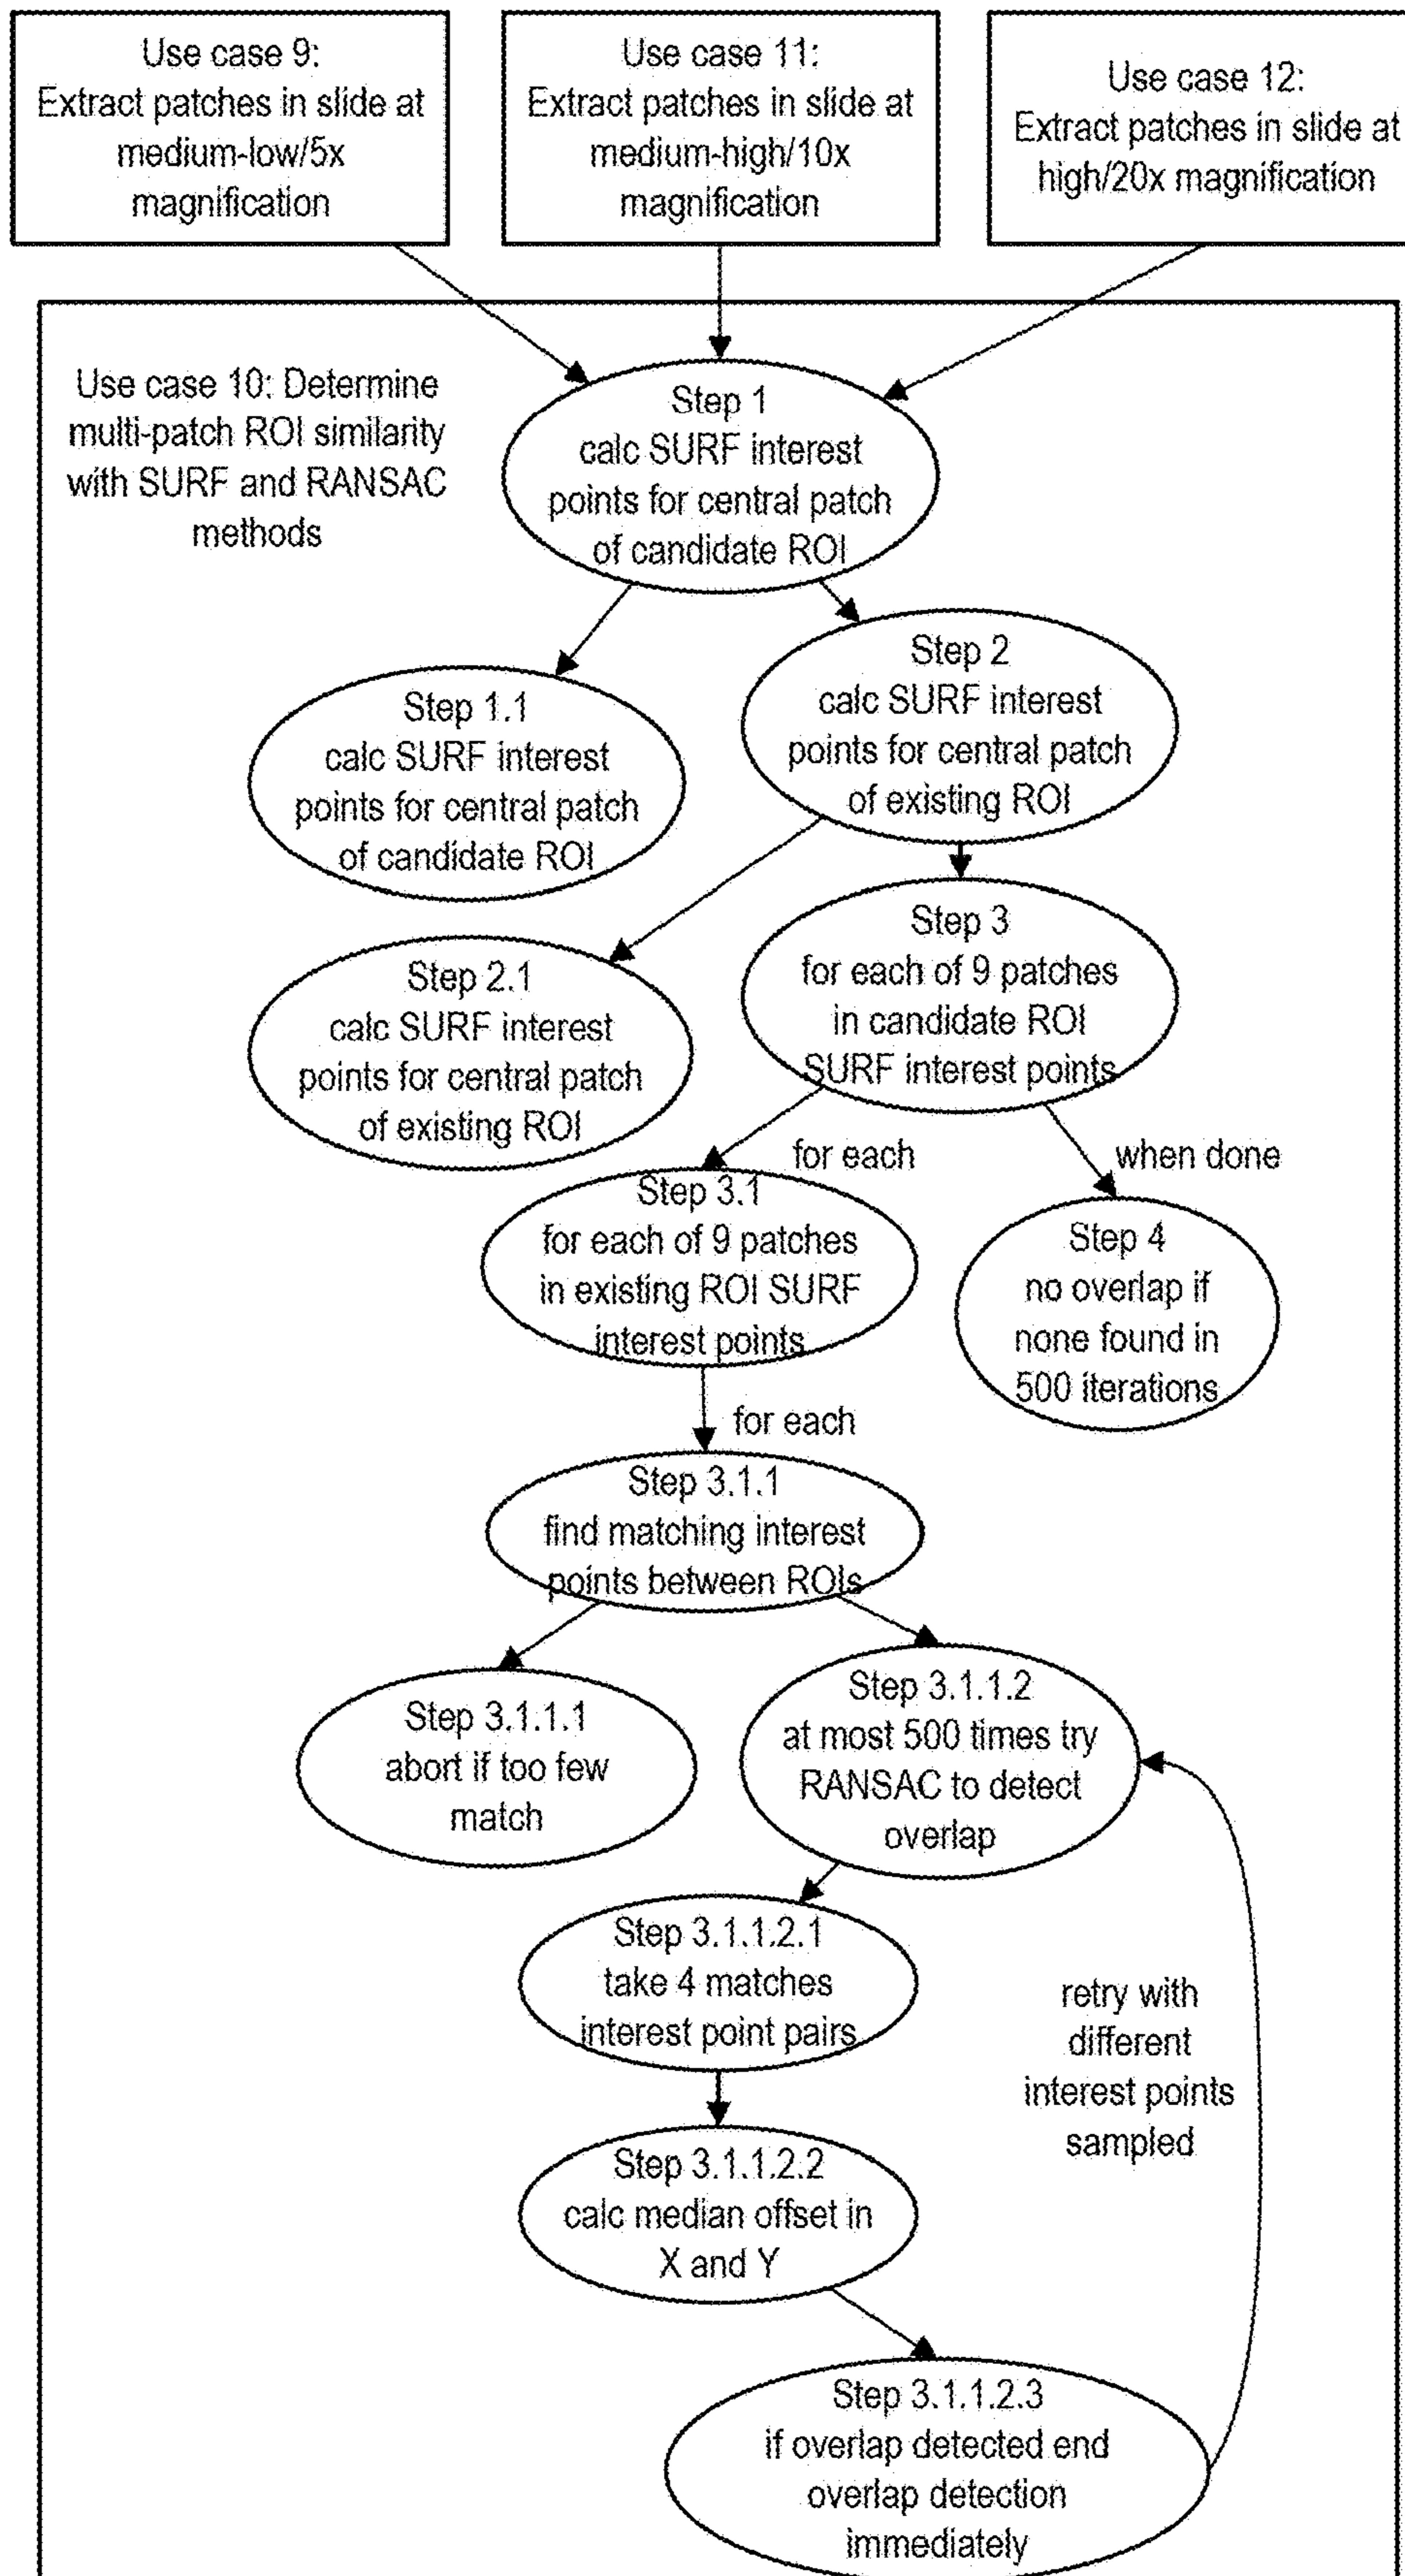 Use case 9:
Extract patches in slide at
medium-low/5x
magnification
Use case 11:
Extract patches in slide at
medium-high/10x
magnification
Use case 12:
Extract patches in slide at
high/20x magnification
Use case 10: Determine
multi-patch ROI similarity
with SURF and RANSAC
methods
Step 1
calc SURF interest
points for central patch
of candidate ROI
Step 1.1
calc SURF interest
points for central patch
of candidate ROI
Step 2
calc SURF interest
points for central patch
of existing ROI
Step 2.1
calc SURF interest
points for central patch
of existing ROI
Step 3
for each of 9 patches
in candidate ROI
SURF interest points
for each
when done
Step 3.1
for each of 9 patches
in existing ROI SURF
interest points
Step 4
no overlap if
none found in
500 iterations
for each
Step 3.1.1
find matching interest
points between ROIs
Step 3.1.1.1
abort if too few
match
Step 3.1.1.2
at most 500 times try
RANSAC to detect
overlap
Step 3.1.1.2.1
take 4 matches
interest point pairs
retry with
different
interest points
sampled
Step 3.1.1.2.2
calc median offset in
X and Y
Step 3.1.1.2.3
if overlap detected end
overlap detection
immediately